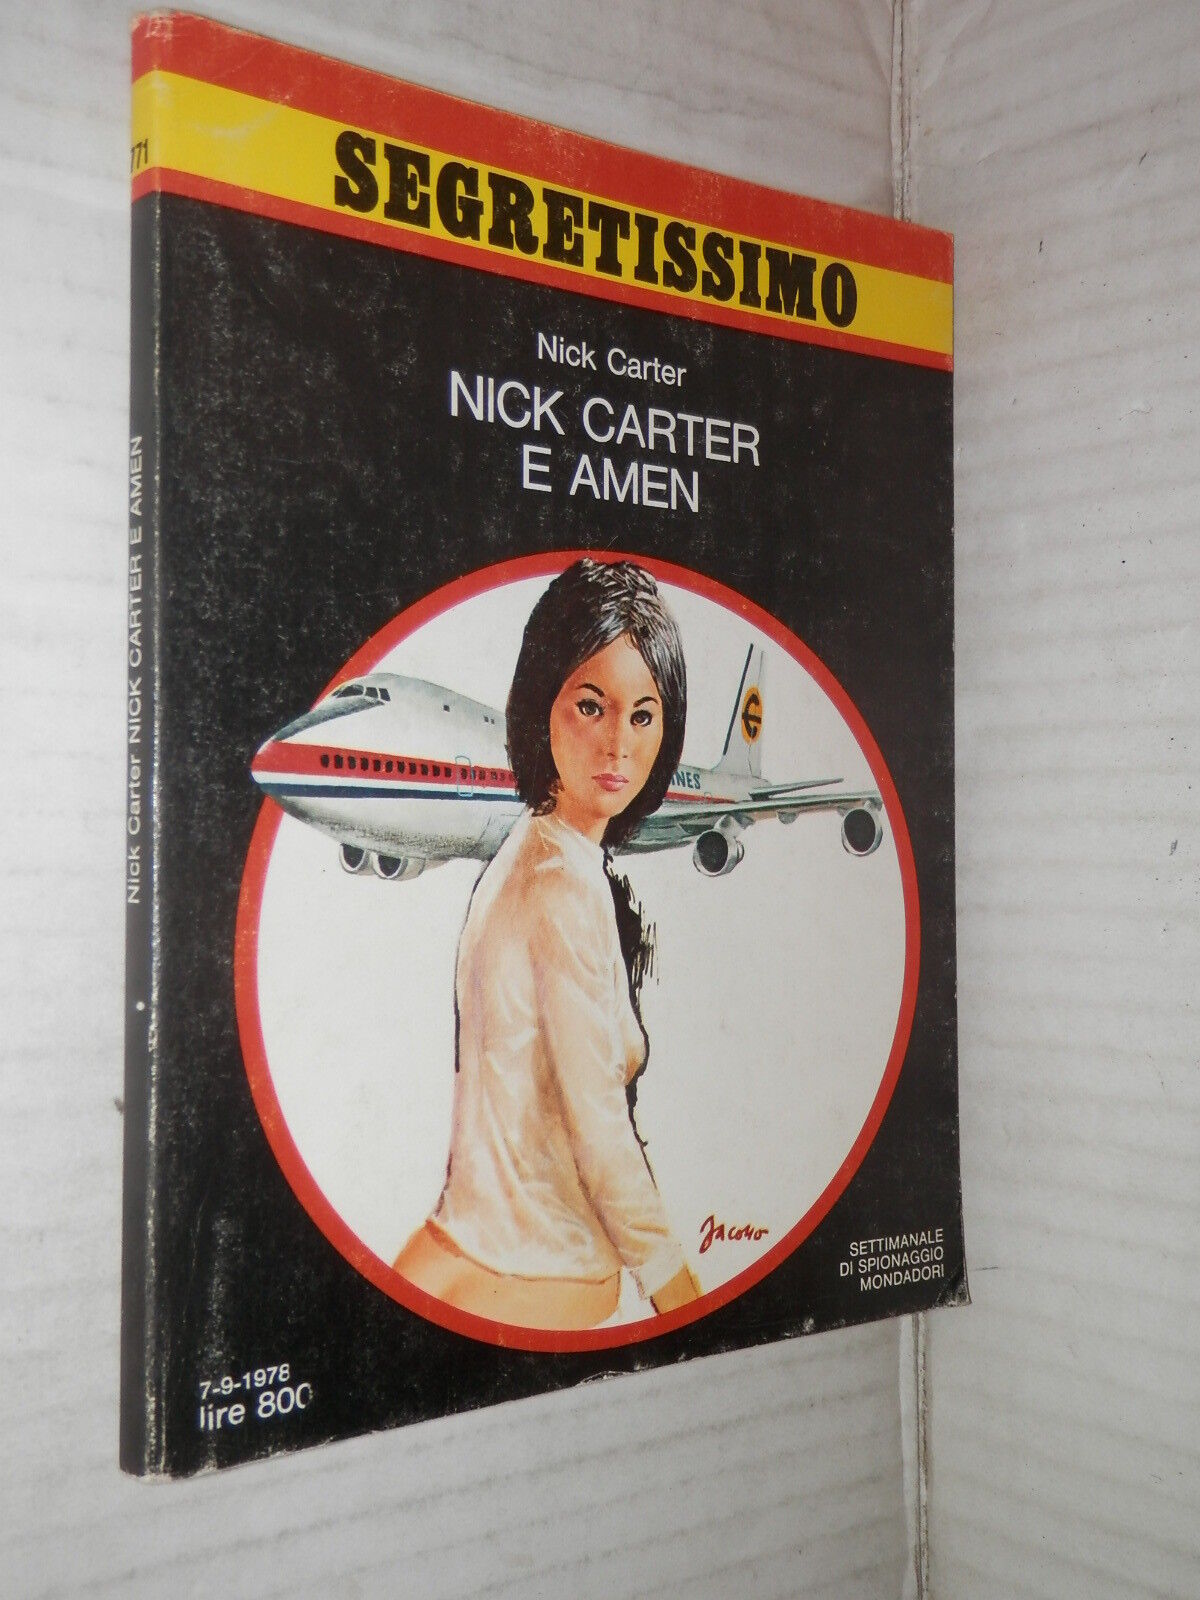 SEGRETISSIMO
Nick Carter
NICK CARTER
E AMEN
INES
Jacono
SETTIMANALE
DI SPIONAGGIO
MONDADORI
7-9-1978
lire 800
771
Nick Carter NICK CARTER E AMEN